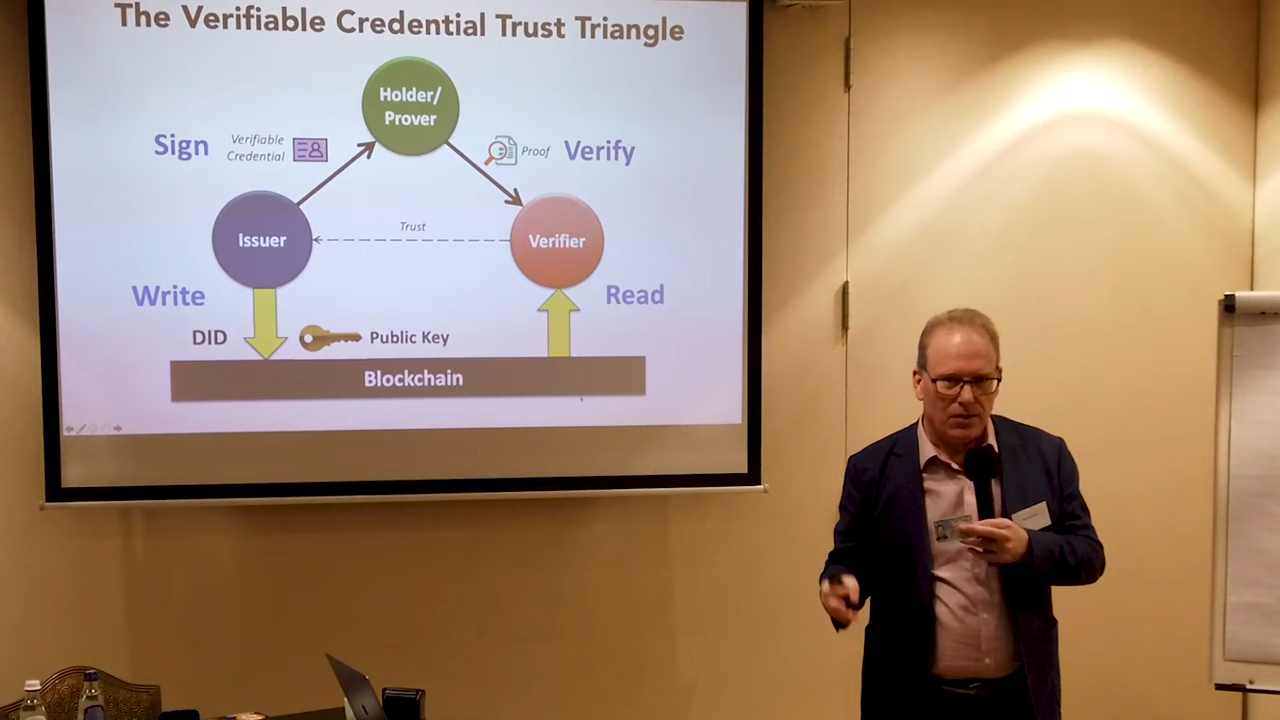 The Verifiable Credential Trust Triangle
Holder/
Prover
Sign
Verifiable
Credential
Proof
Verify
Issuer
Trust
Verifier
Write
Read
DID
Public Key
Blockchain